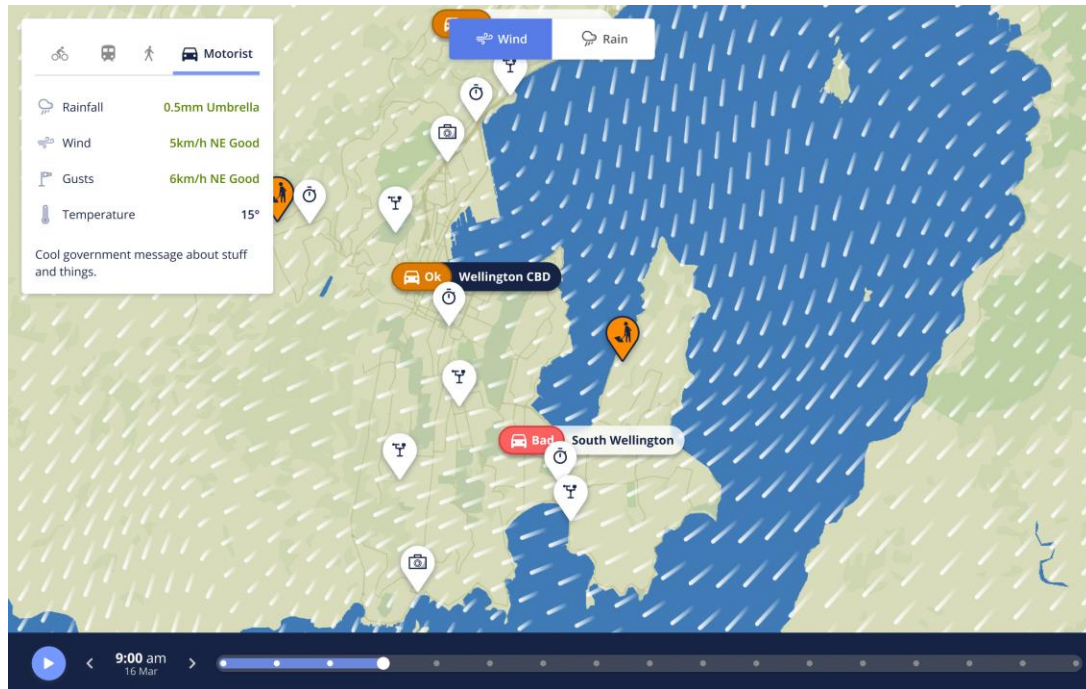 Wind
Rain
Motorist
Rainfall 0.5mm Umbrella
Wind 5km/h NE Good
Gusts 6km/h NE Good
Temperature 15°
Cool government message about stuff
and things.
Ok Wellington CBD
Bad South Wellington
9:00 am
16 Mar